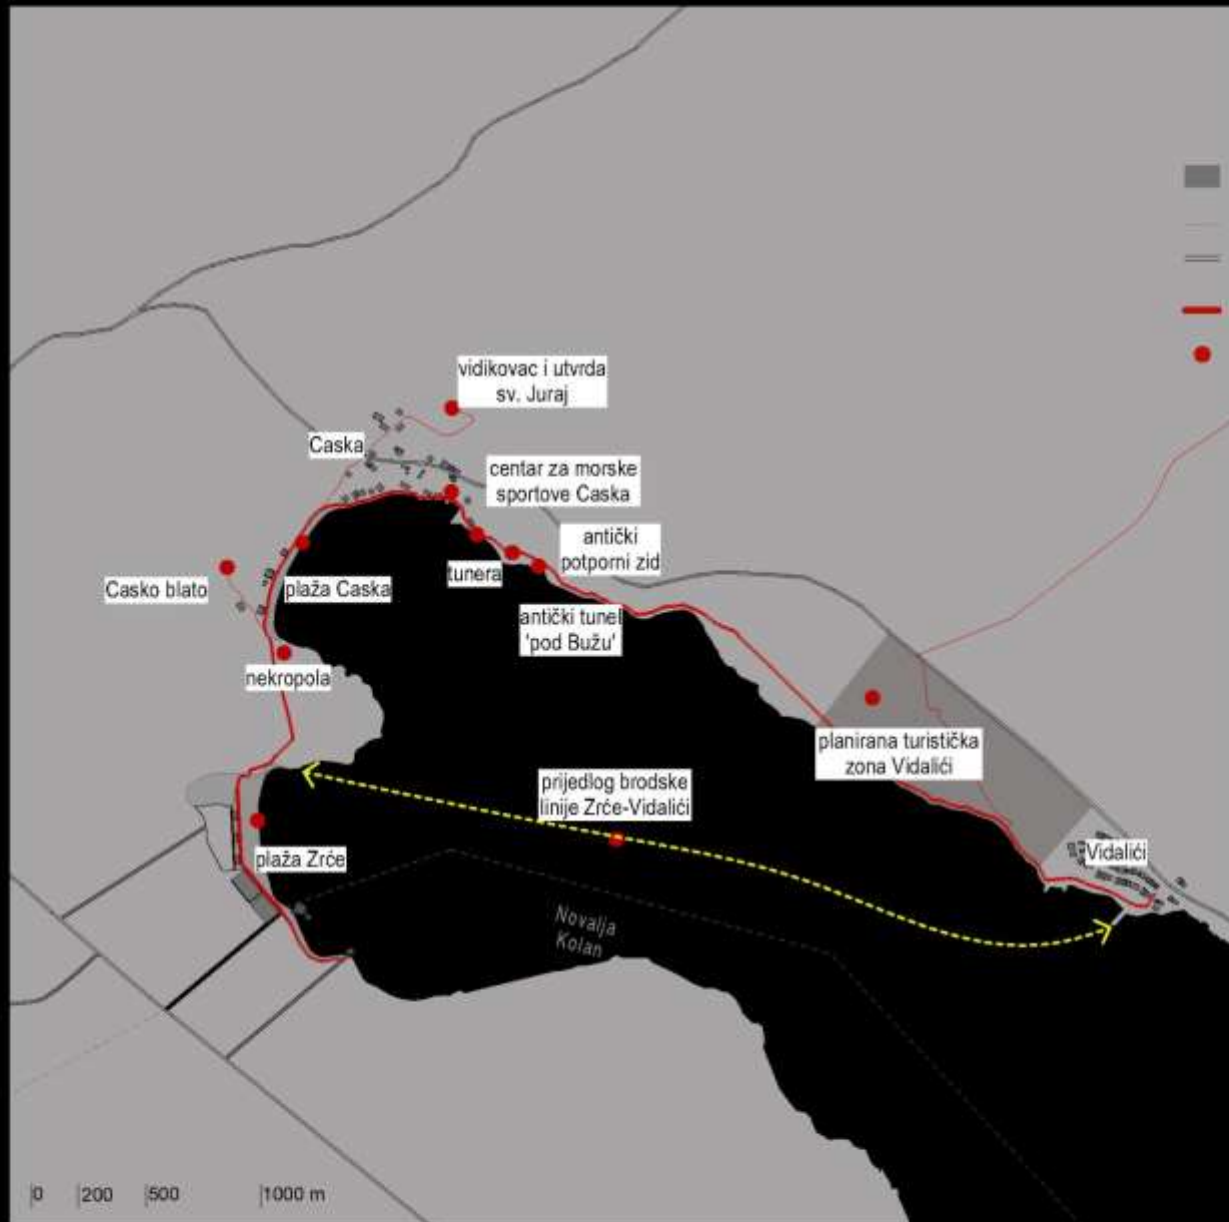 vidikovac i utvrda
sv. Juraj
Caska
centar za morske
sportove Caska
antički
potporni zid
tunera
Casko blato
plaža Caska
antički tunel
'pod Bužu'
nekropola
planirana turistička
zona Vidalići
prijedlog brodske
linije Zrće-Vidalići
plaža Zrće
Vidalići
Novalja
Kolan
0 200 500 1000 m